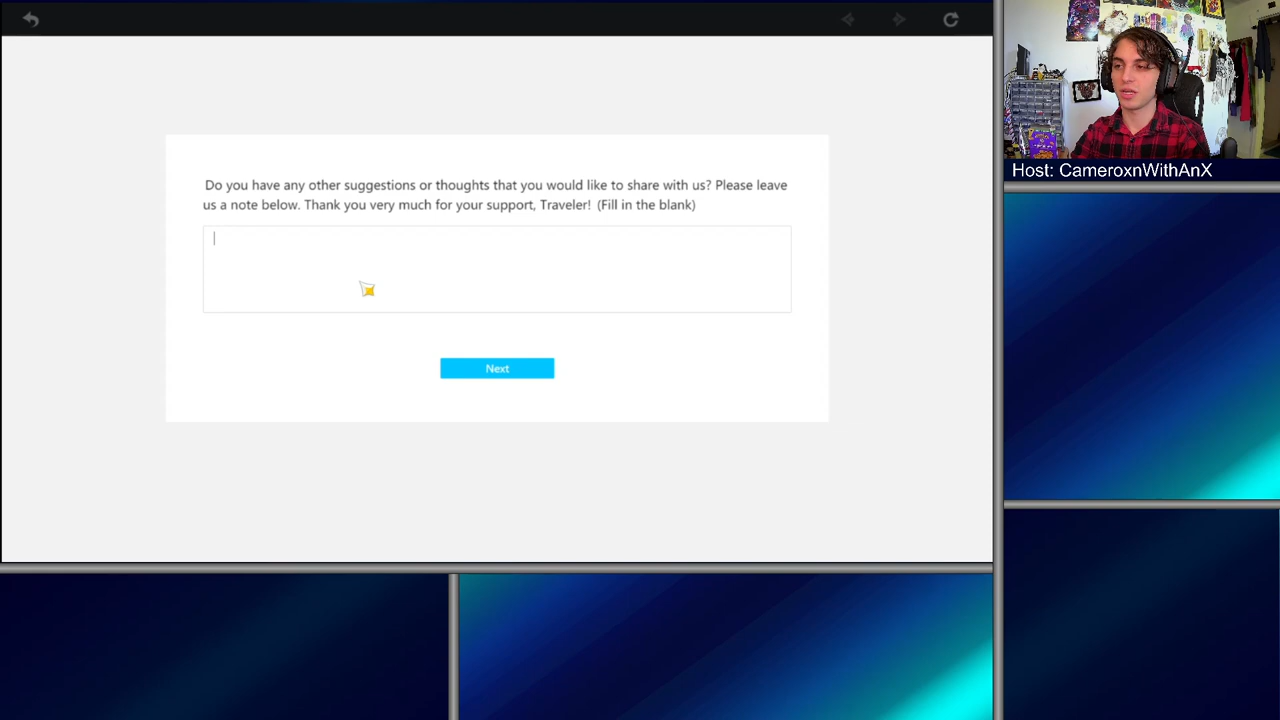 Host: CameroxnWithAnX
Do you have any other suggestions or thoughts that you would like to share with us? Please leave
us a note below. Thank you very much for your support, Traveler! (Fill in the blank)
Next